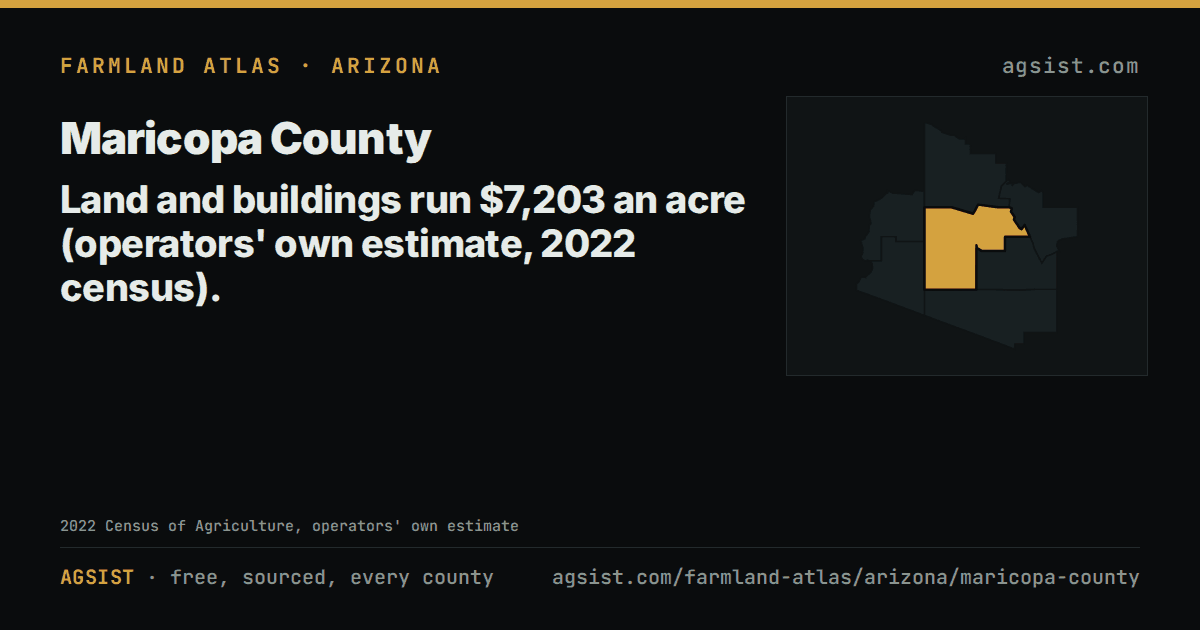 FARMLAND ATLAS · ARIZONA
agsist.com
Maricopa County
Land and buildings run $7,203 an acre
(operators' own estimate, 2022
census).
2022 Census of Agriculture, operators' own estimate
AGSIST · free, sourced, every county
agsist.com/farmland-atlas/arizona/maricopa-county